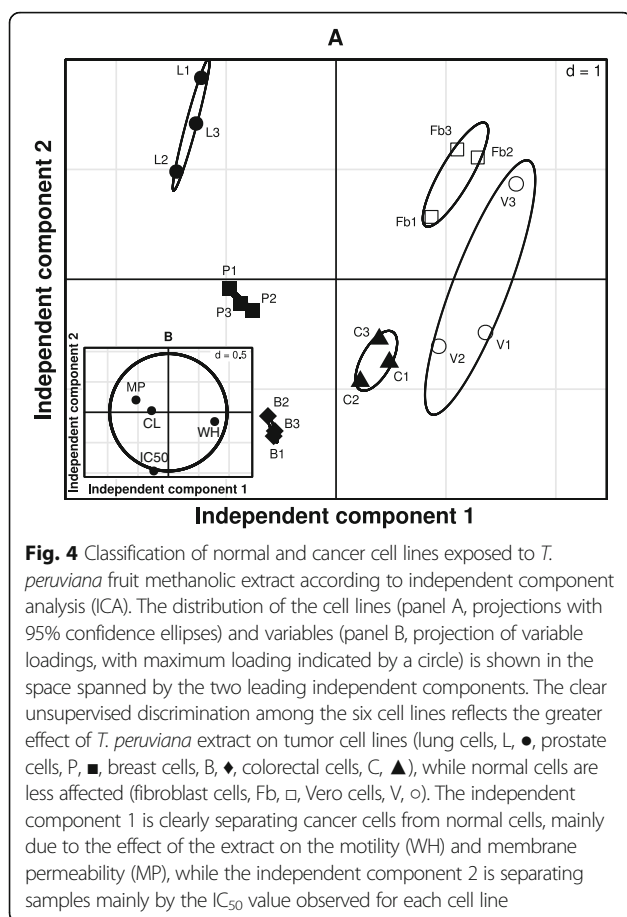 A
d = 1
L1
L3
L2
Fb3
Fb2
Fb1
V3
P1
P3
P2
C3
C1
C2
V2
V1
B2
B3
B1
B
d = 0.5
MP
CL
WH
IC50
Independent component 2
Independent component 1
Independent component 2
Independent component 1
Fig. 4 Classification of normal and cancer cell lines exposed to T.
peruviana fruit methanolic extract according to independent component
analysis (ICA). The distribution of the cell lines (panel A, projections with
95% confidence ellipses) and variables (panel B, projection of variable
loadings, with maximum loading indicated by a circle) is shown in the
space spanned by the two leading independent components. The clear
unsupervised discrimination among the six cell lines reflects the greater
effect of T. peruviana extract on tumor cell lines (lung cells, L, ●, prostate
cells, P, ■, breast cells, B, ♦, colorectal cells, C, ▲), while normal cells are
less affected (fibroblast cells, Fb, □, Vero cells, V, ○). The independent
component 1 is clearly separating cancer cells from normal cells, mainly
due to the effect of the extract on the motility (WH) and membrane
permeability (MP), while the independent component 2 is separating
samples mainly by the IC50 value observed for each cell line